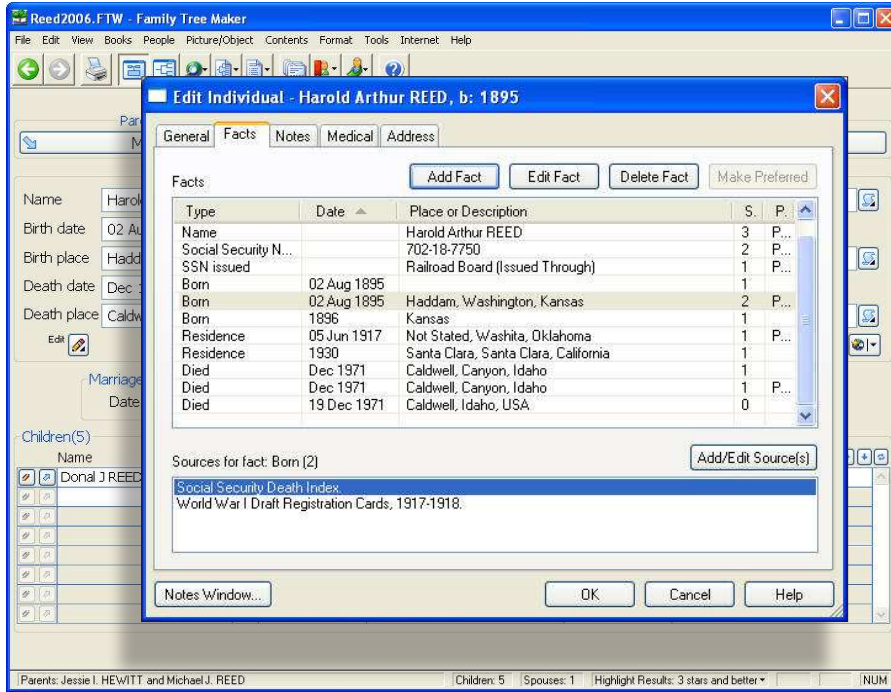 Reed2006.FTW - Family Tree Maker
File Edit View Books People Picture/Object Contents Format Tools Internet Help
Edit Individual - Harold Arthur REED, b: 1895
General Facts Notes Medical Address
Facts Add Fact Edit Fact Delete Fact Make Preferred
Type Date Place or Description S. P.
Name Harold Arthur REED 3 P...
Social Security N... 702-18-7750 2 P...
SSN issued Railroad Board (Issued Through) 1 P...
Born 02 Aug 1895 1
Born 02 Aug 1895 Haddam, Washington, Kansas 2 P...
Born 1896 Kansas 1
Residence 05 Jun 1917 Not Stated, Washita, Oklahoma 1 P...
Residence 1930 Santa Clara, Santa Clara, California 1
Died Dec 1971 Caldwell, Canyon, Idaho 1
Died Dec 1971 Caldwell, Canyon, Idaho 1 P...
Died 19 Dec 1971 Caldwell, Idaho, USA 0
Sources for fact: Born (2) Add/Edit Source(s)
Social Security Death Index.
World War I Draft Registration Cards, 1917-1918.
Notes Window... OK Cancel Help
Name
Birth date 02
Birth place
Death date Dec
Death place
Edit
Marriage
Date
Children(5)
Name
Donal J REED
Parents: Jessie I. HEWITT and Michael J. REED Children: 5 Spouses: 1 Highlight Results: 3 stars and better NUM